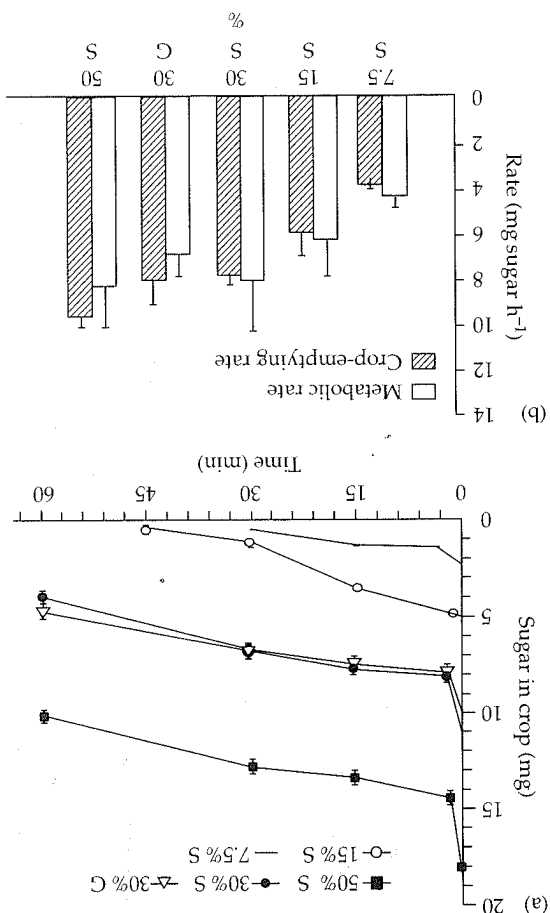 (a)
20
15
10
5
0
Sugar in crop (mg)
50% S 30% S 30% G
15% S 7.5% S
0 15 30 45 60
Time (min)
(b)
14
12
10
8
6
4
2
0
Rate (mg sugar h⁻¹)
Metabolic rate
Crop-emptying rate
7.5 15 30 30 50
S S S G S
%